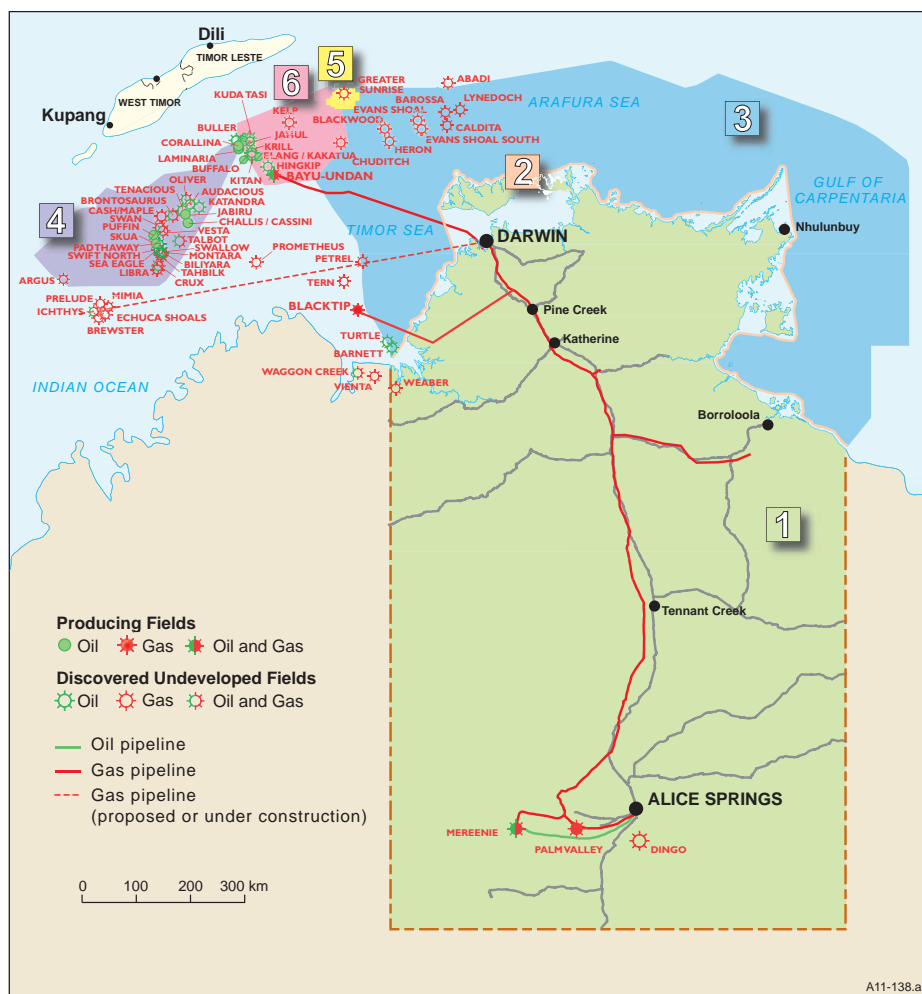 Dili
TIMOR LESTE
WEST TIMOR
Kupang
6
5
KUDA TASI
KELP
GREATER
SUNRISE
ABADI
BAROSSA
LYNEDOCH
ARAFURA SEA
EVANS SHOAL
BLACKWOOD
CALDITA
EVANS SHOAL SOUTH
HERON
CHUDITCH
3
BULLER
CORALLINA
JAHUL
KRILL
LAMINARIA
ELANG / KAKATUA
HINGKIP
BUFFALO
KITAN
BAYU-UNDAN
2
GULF OF
CARPENTARIA
Nhulunbuy
4
OLIVER
TENACIOUS
AUDACIOUS
BRONTOSAURUS
KATANDRA
CASH/MAPLE
JABIRU
SWAN
CHALLIS / CASSINI
PUFFIN
VESTA
SKUA
TALBOT
PADTHAWAY
SWALLOW
SWIFT NORTH
MONTARA
SEA EAGLE
BILIYARA
LIBRA
TAHBILK
CRUX
TIMOR SEA
PROMETHEUS
PETREL
DARWIN
ARGUS
TERN
PRELUDE
MIMIA
ICHTHYS
ECHUCA SHOALS
BREWSTER
BLACKTIP
Pine Creek
TURTLE
BARNETT
Katherine
INDIAN OCEAN
WAGGON CREEK
VIENTA
WEABER
Borroloola
1
Tennant Creek
Producing Fields
Oil
Gas
Oil and Gas
Discovered Undeveloped Fields
Oil
Gas
Oil and Gas
Oil pipeline
Gas pipeline
Gas pipeline
(proposed or under construction)
ALICE SPRINGS
MEREENIE
PALM VALLEY
DINGO
0 100 200 300 km
A11-138.a